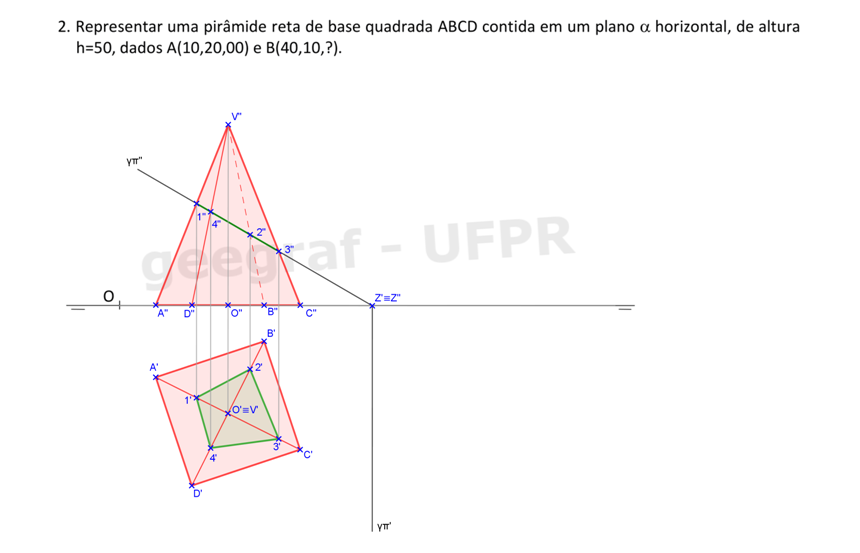 2. Representar uma pirâmide reta de base quadrada ABCD contida em um plano α horizontal, de altura
h=50, dados A(10,20,00) e B(40,10,?).
V"
γπ"
1"
4"
2"
3"
geegraf - UFPR
O
Z'≡Z"
A"
D"
O"
B"
C"
B'
A'
2'
1'
O'≡V'
3'
C'
4'
D'
γπ'